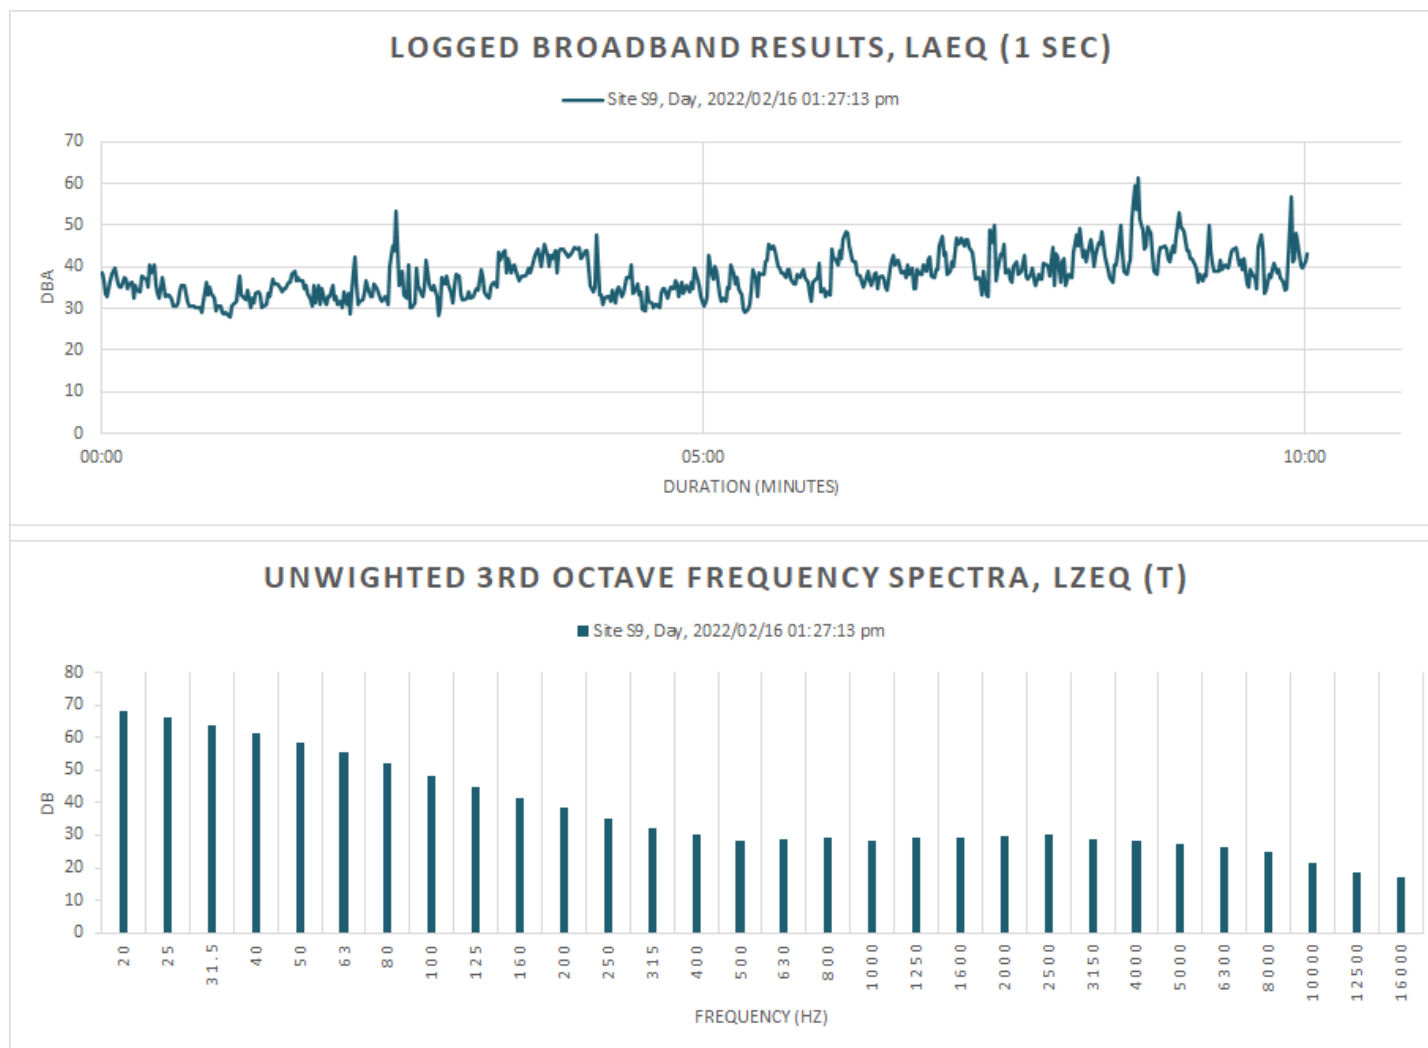 LOGGED BROADBAND RESULTS, LAEQ (1 SEC)
Site S9, Day, 2022/02/16 01:27:13 pm
70
60
50
40
30
20
10
0
DBA
00:00 05:00 10:00
DURATION (MINUTES)
UNWIGHTED 3RD OCTAVE FREQUENCY SPECTRA, LZEQ (T)
Site S9, Day, 2022/02/16 01:27:13 pm
80
70
60
50
40
30
20
10
0
DB
20 25 31.5 40 50 63 80 100 125 160 200 250 315 400 500 630 800 1000 1250 1600 2000 2500 3150 4000 5000 6300 8000 10000 12500 16000
FREQUENCY (HZ)